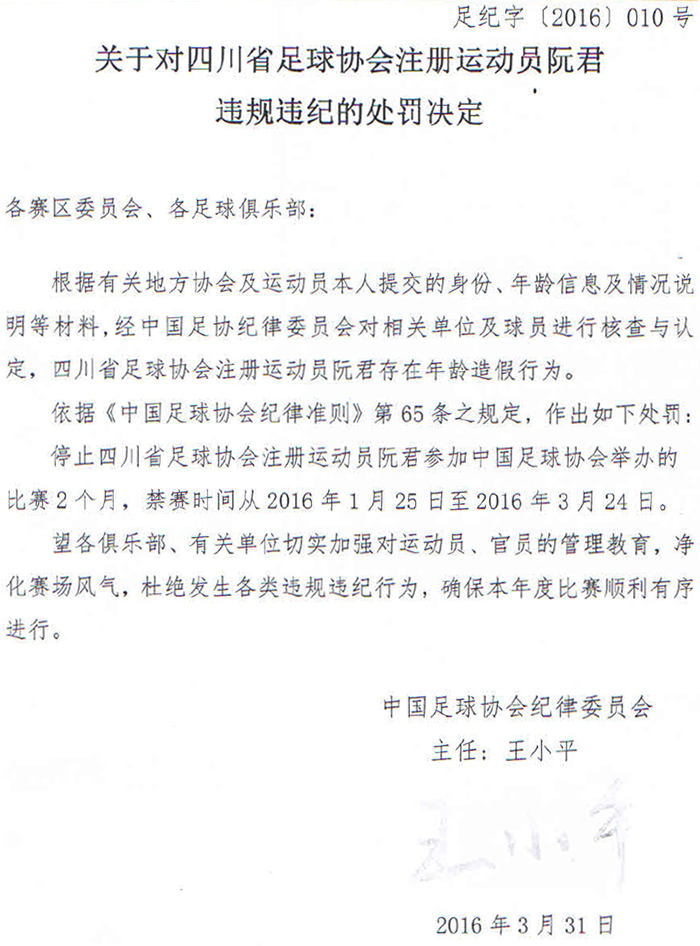 足纪字〔2016〕010 号
关于对四川省足球协会注册运动员阮君
违规违纪的处罚决定
各赛区委员会、各足球俱乐部：
根据有关地方协会及运动员本人提交的身份、年龄信息及情况说
明等材料,经中国足协纪律委员会对相关单位及球员进行核查与认
定，四川省足球协会注册运动员阮君存在年龄造假行为。
依据《中国足球协会纪律准则》第 65 条之规定，作出如下处罚：
停止四川省足球协会注册运动员阮君参加中国足球协会举办的
比赛 2 个月，禁赛时间从 2016 年 1 月 25 日至 2016 年 3 月 24 日。
望各俱乐部、有关单位切实加强对运动员、官员的管理教育，净
化赛场风气，杜绝发生各类违规违纪行为，确保本年度比赛顺利有序
进行。
中国足球协会纪律委员会
主任：王小平
王小平
2016 年 3 月 31 日